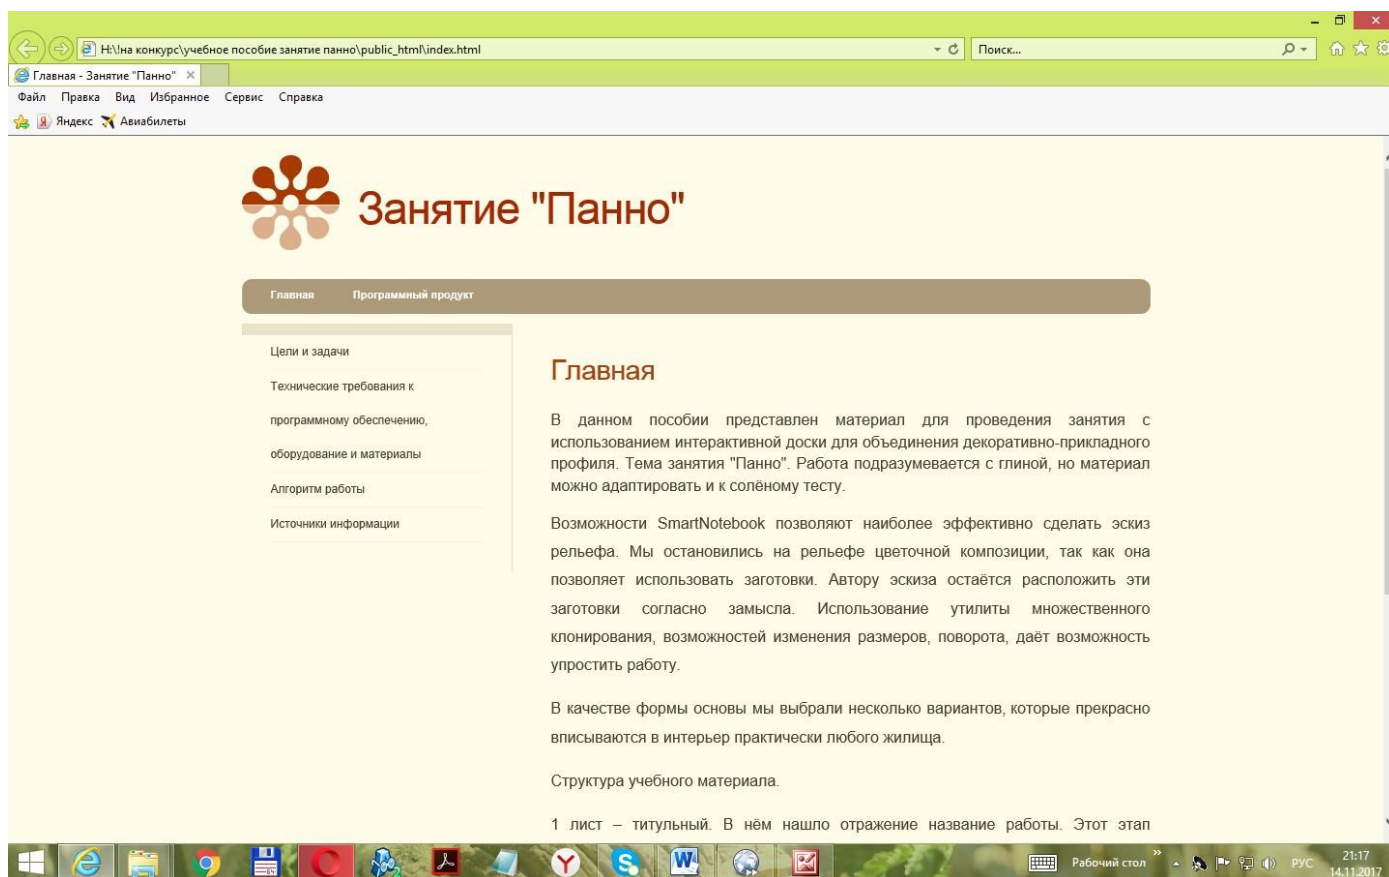 H:\!на конкурс\учебное пособие занятие панно\public_html\index.html
Поиск...
Главная - Занятие "Панно"
Файл Правка Вид Избранное Сервис Справка
Яндекс Авиабилеты
Занятие "Панно"
Главная Программный продукт
Цели и задачи
Технические требования к
программному обеспечению,
оборудование и материалы
Алгоритм работы
Источники информации
Главная
В данном пособии представлен материал для проведения занятия с
использованием интерактивной доски для объединения декоративно-прикладного
профиля. Тема занятия "Панно". Работа подразумевается с глиной, но материал
можно адаптировать и к солёному тесту.
Возможности SmartNotebook позволяют наиболее эффективно сделать эскиз
рельефа. Мы остановились на рельефе цветочной композиции, так как она
позволяет использовать заготовки. Автору эскиза остаётся расположить эти
заготовки согласно замысла. Использование утилиты множественного
клонирования, возможностей изменения размеров, поворота, даёт возможность
упростить работу.
В качестве формы основы мы выбрали несколько вариантов, которые прекрасно
вписываются в интерьер практически любого жилища.
Структура учебного материала.
1 лист – титульный. В нём нашло отражение название работы. Этот этап
Рабочий стол
РУС
21:17
14.11.2017